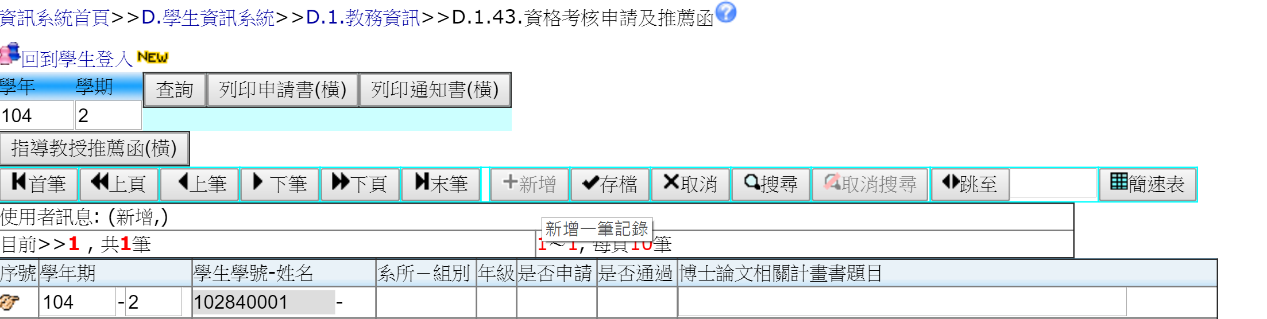 資訊系統首頁>>D.學生資訊系統>>D.1.教務資訊>>D.1.43.資格考核申請及推薦函?
回到學生登入 NEW
學年 學期 查詢 列印申請書(橫) 列印通知書(橫)
104 2
指導教授推薦函(橫)
首筆 上頁 上筆 下筆 下頁 末筆 新增 存檔 取消 搜尋 取消搜尋 跳至 簡速表
使用者訊息: (新增,)
新增一筆記錄
目前>>1 , 共1筆 1～1, 每頁10筆
序號 學年期 學生學號-姓名 系所－組別 年級 是否申請 是否通過 博士論文相關計畫書題目
104 -2 102840001 -